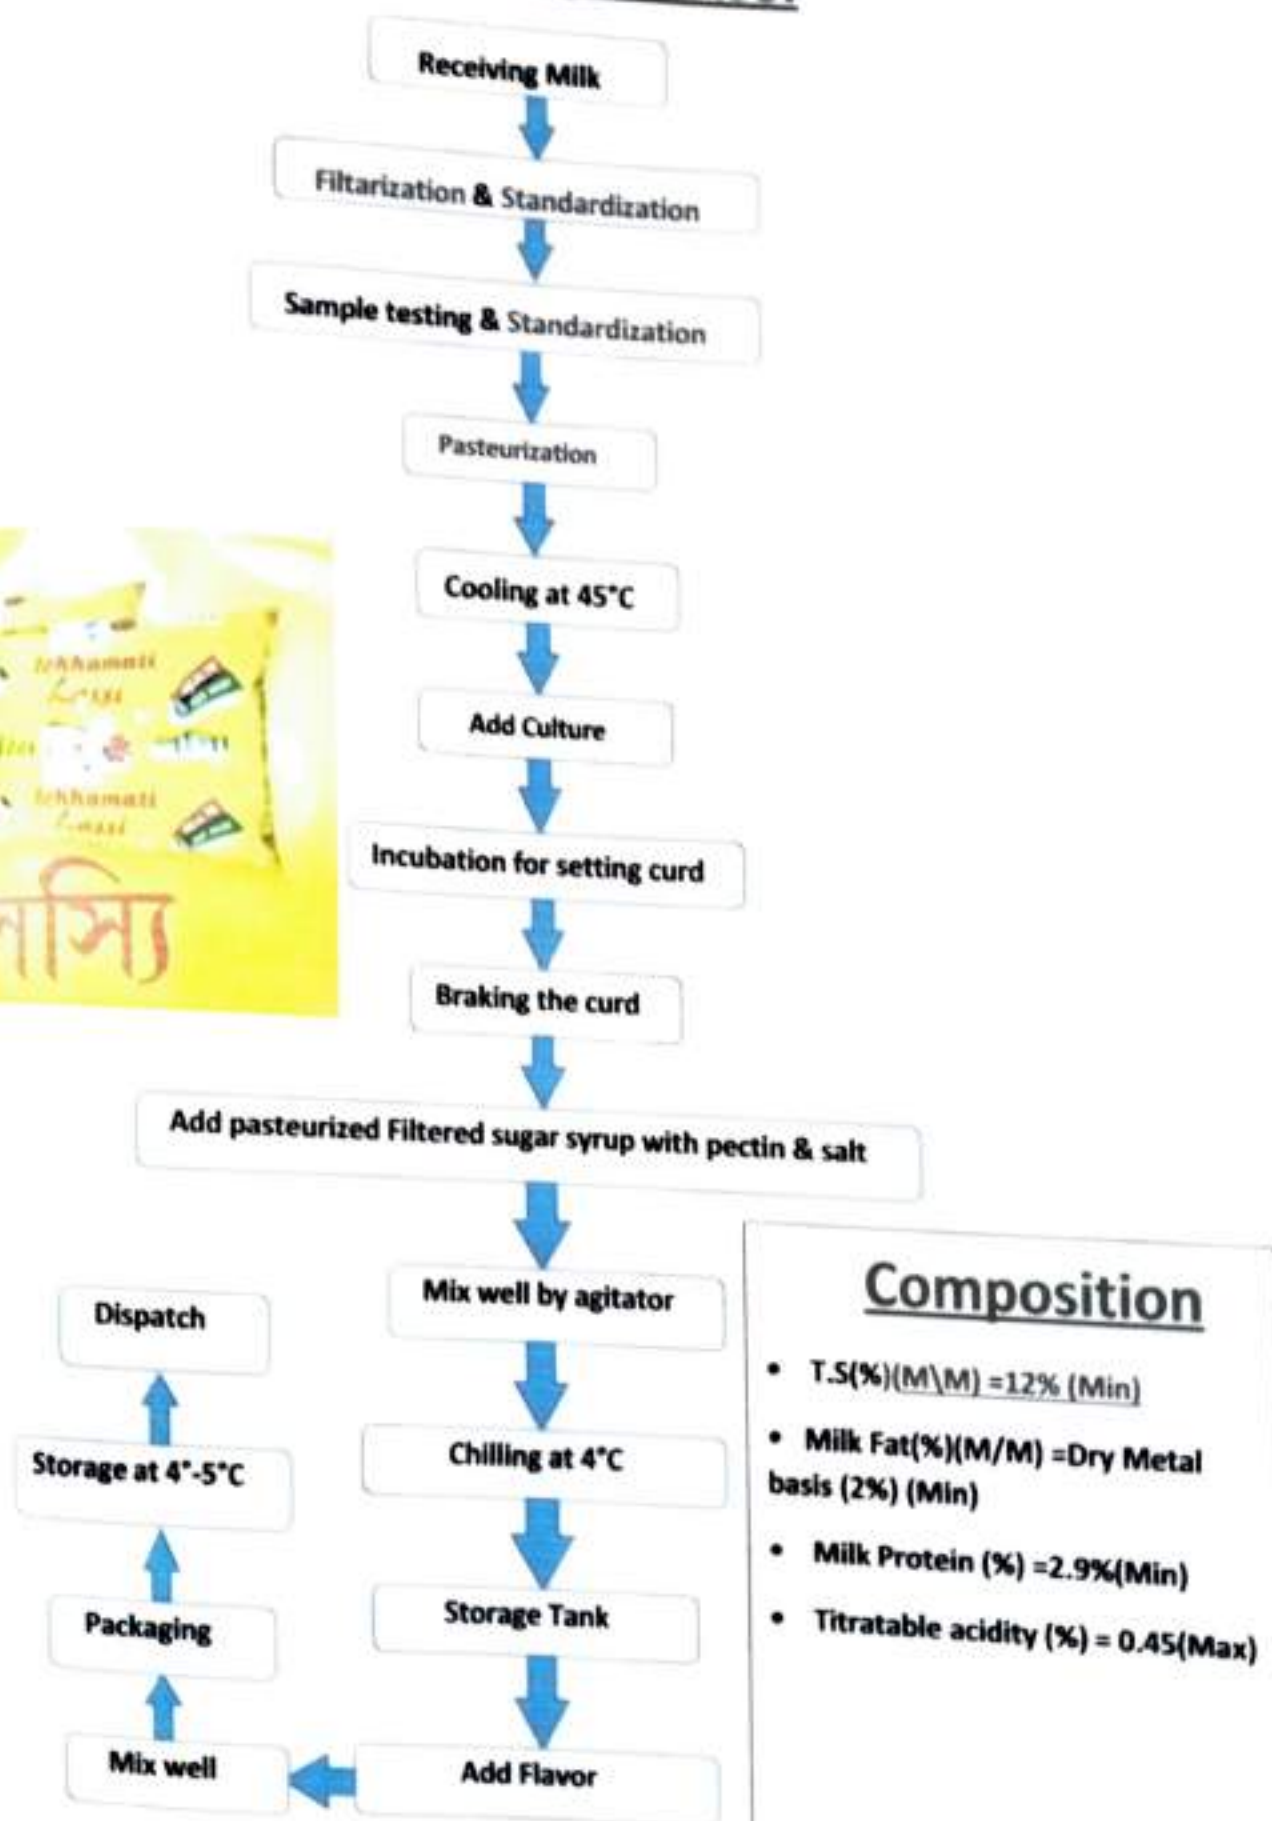 Receiving Milk
Filtarization & Standardization
Sample testing & Standardization
Pasteurization
Cooling at 45°C
Add Culture
Incubation for setting curd
Braking the curd
Add pasteurized Filtered sugar syrup with pectin & salt
Mix well by agitator
Chilling at 4°C
Storage Tank
Add Flavor
Mix well
Packaging
Storage at 4°-5°C
Dispatch
Ichhamati
Lassi
Ichhamati
Lassi
Composition
• T.S(%)(M\M) =12% (Min)
• Milk Fat(%)(M/M) =Dry Metal
basis (2%) (Min)
• Milk Protein (%) =2.9%(Min)
• Titratable acidity (%) = 0.45(Max)